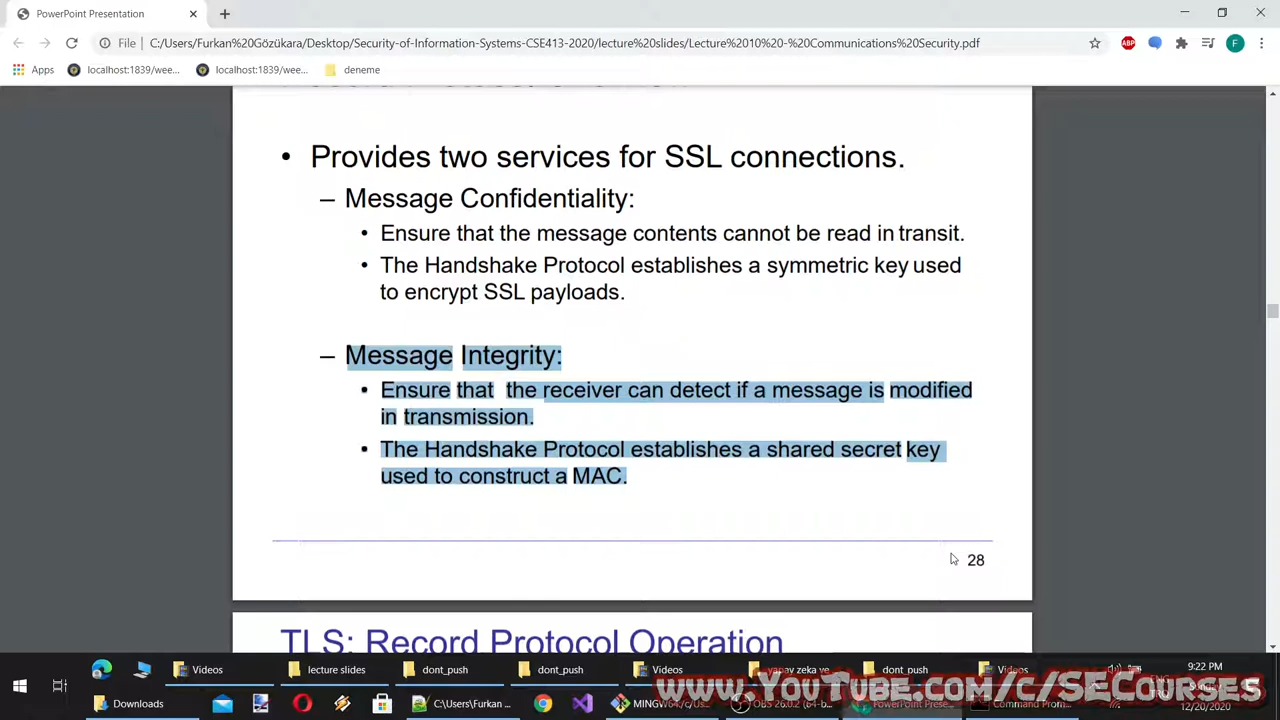 PowerPoint Presentation
File C:/Users/Furkan%20Gözükara/Desktop/Security-of-Information-Systems-CSE413-2020/lecture%20slides/Lecture%2010%20-%20Communications%20Security.pdf
ABP
F
Apps localhost:1839/wee... localhost:1839/wee... deneme
• Provides two services for SSL connections.
– Message Confidentiality:
• Ensure that the message contents cannot be read in transit.
• The Handshake Protocol establishes a symmetric key used
to encrypt SSL payloads.
– Message Integrity:
• Ensure that the receiver can detect if a message is modified
in transmission.
• The Handshake Protocol establishes a shared secret key
used to construct a MAC.
28
TLS: Record Protocol Operation
Videos lecture slides dont_push dont_push Videos yapay zeka ve dont_push Videos
9:22 PM
Downloads C:\Users\Furkan ... MINGW64:/c/Us... OBS 26.0.2 (64-b... PowerPoint Prese... Command Prom...
12/20/2020
www.YouTube.com/c/SECourses